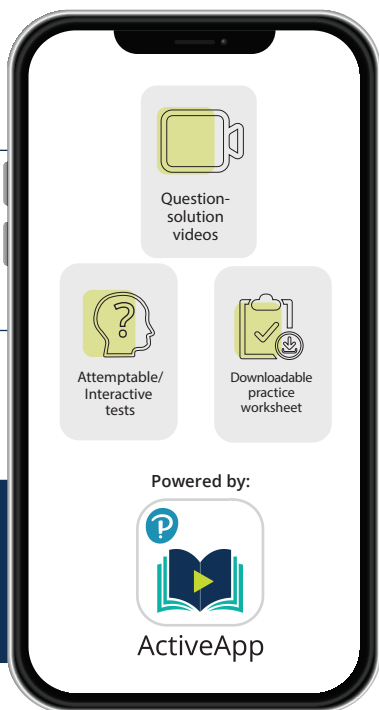 Question-
solution
videos
Attemptable/
Interactive
tests
Downloadable
practice
worksheet
Powered by:
ActiveApp